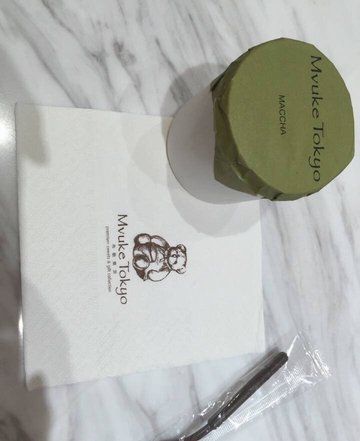 Mvuke Tokyo
MACCHA
Mvuke Tokyo
premium sweets & gift collection